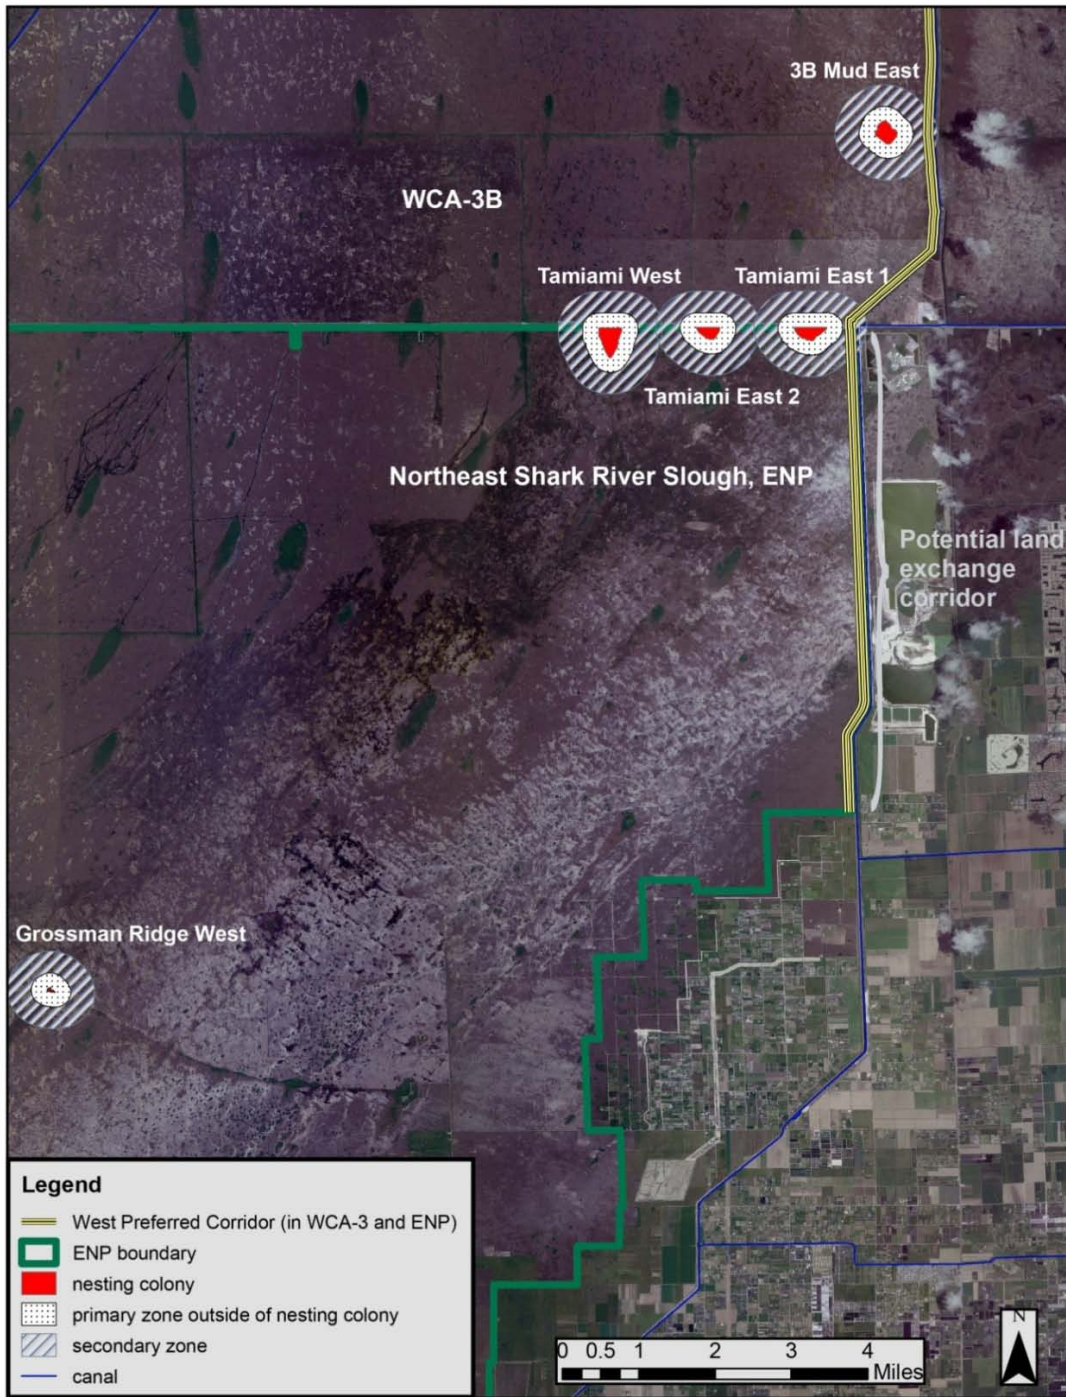 3B Mud East
WCA-3B
Tamiami West
Tamiami East 1
Tamiami East 2
Northeast Shark River Slough, ENP
Potential land
exchange
corridor
Grossman Ridge West
Legend
West Preferred Corridor (in WCA-3 and ENP)
ENP boundary
nesting colony
primary zone outside of nesting colony
secondary zone
canal
N
0 0.5 1 2 3 4
Miles